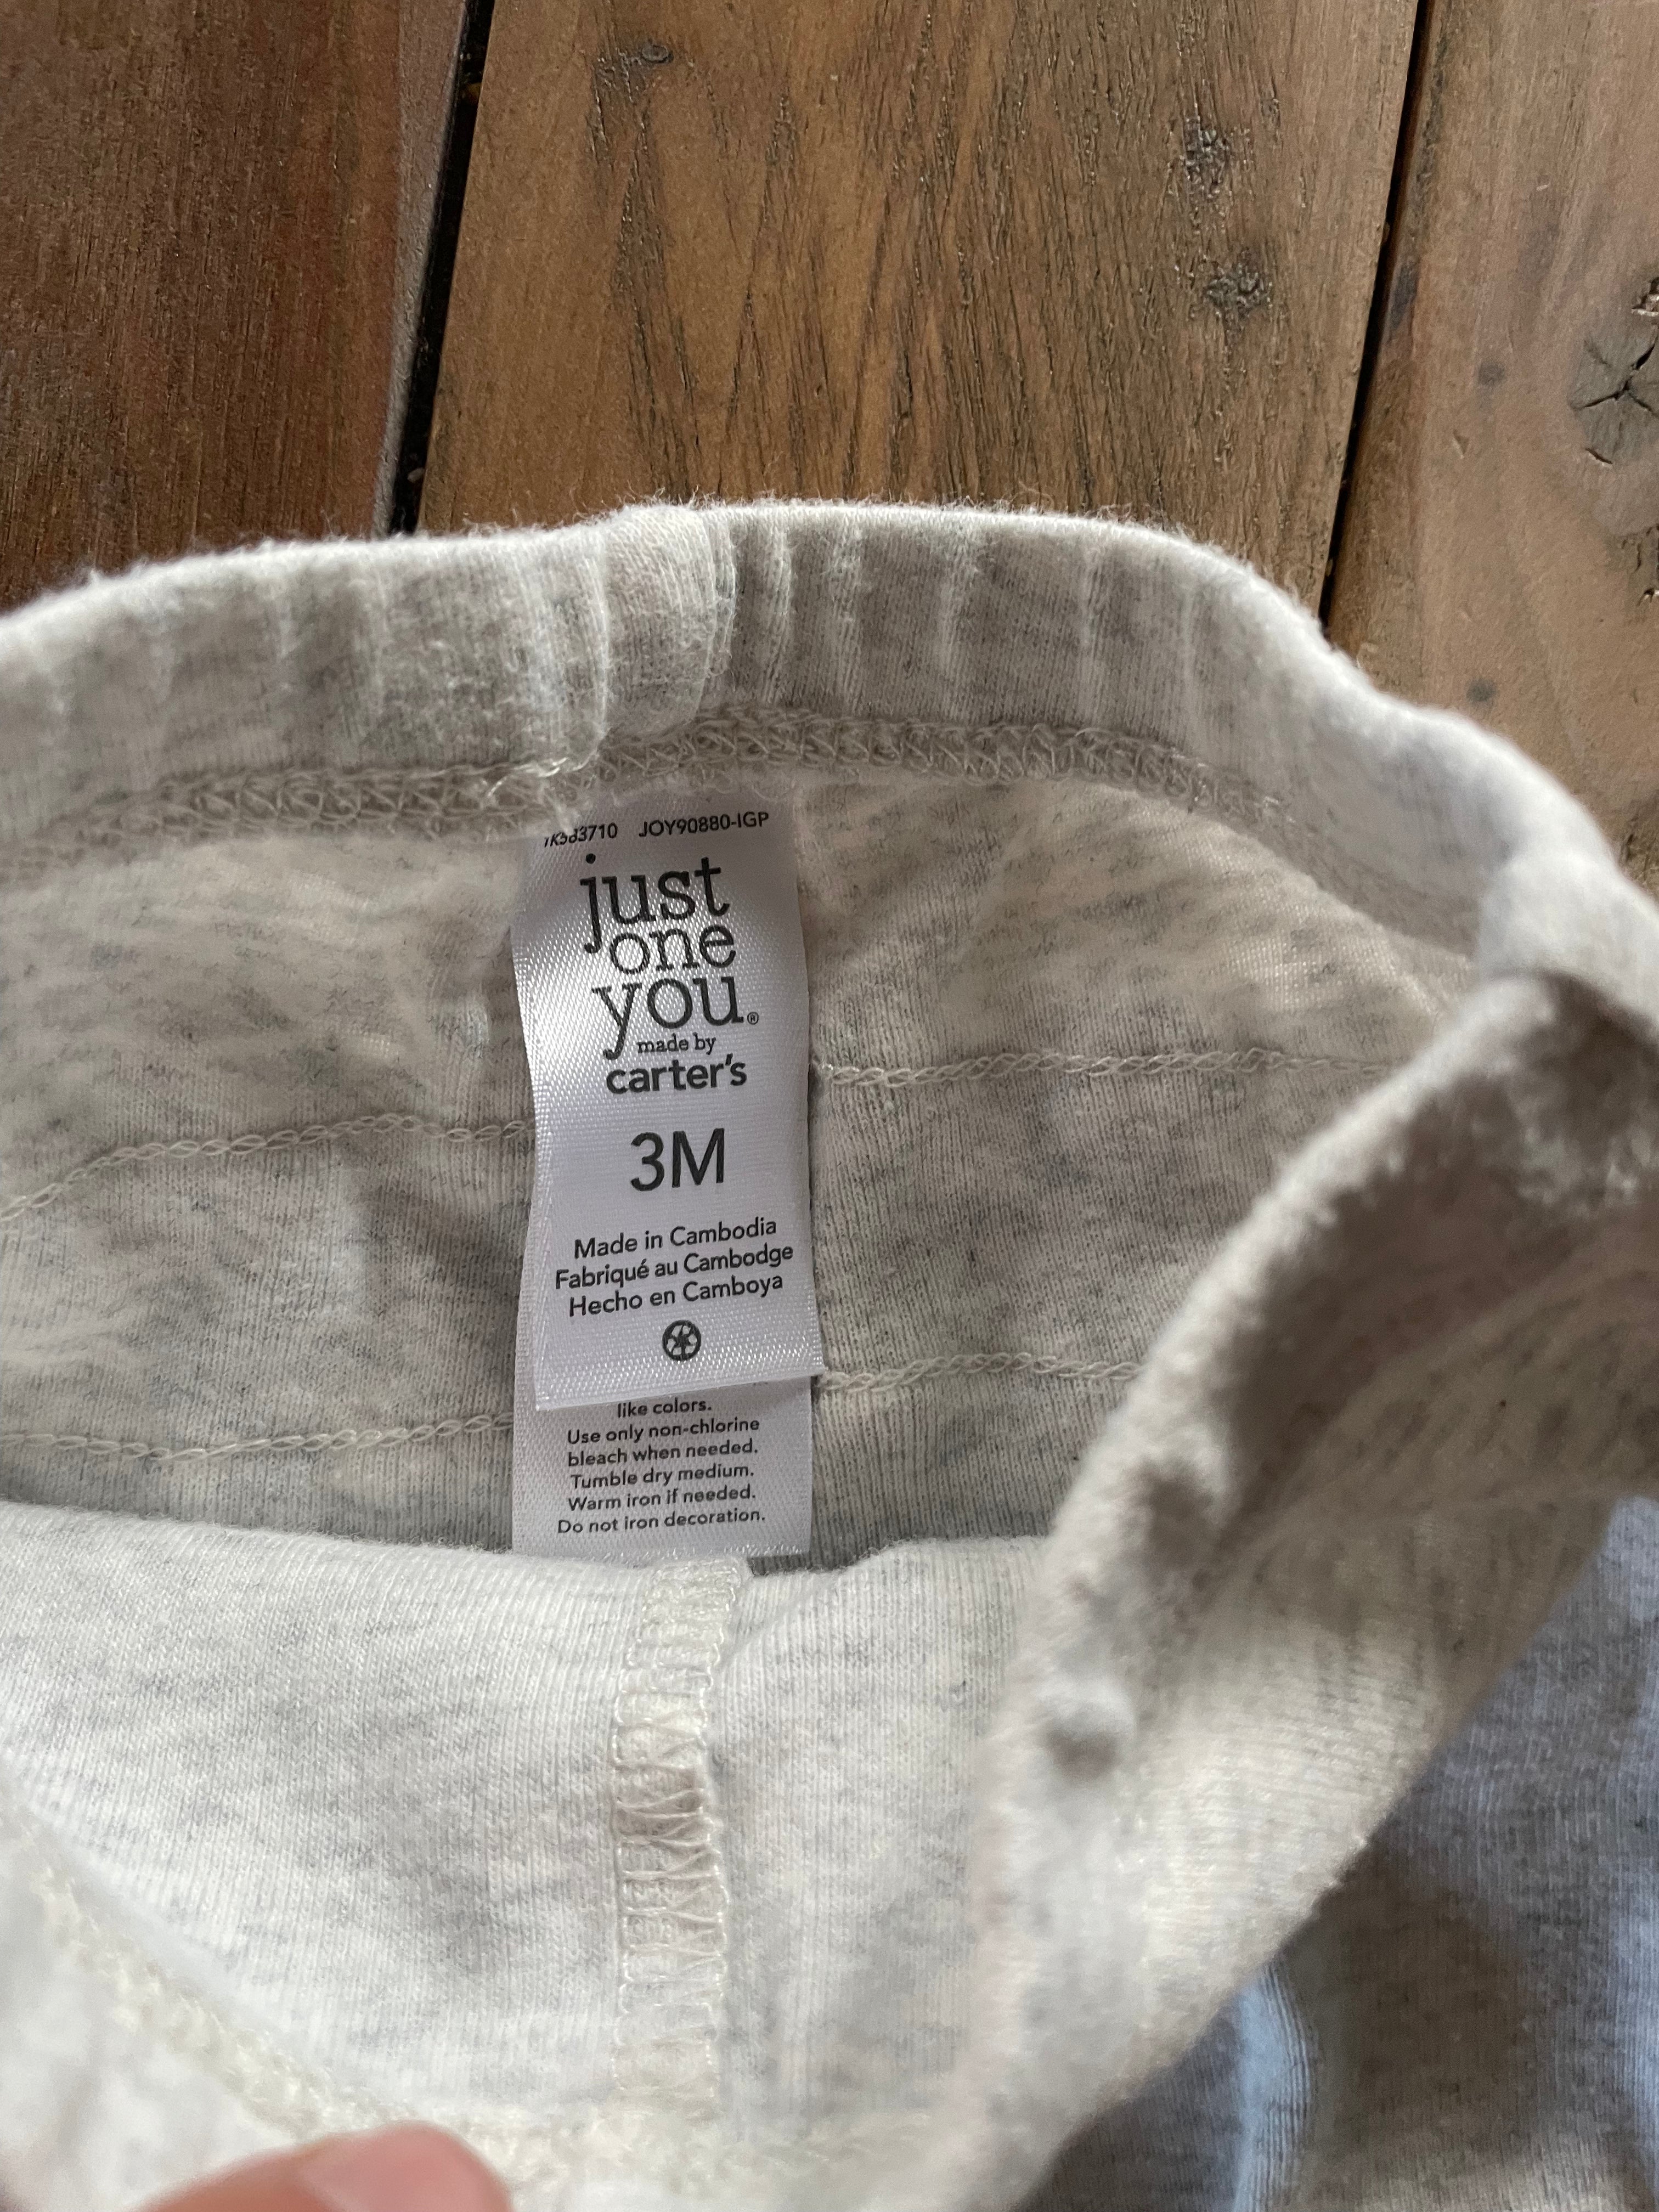 JOY90880-IGP
just
one
you®
made by
carter's
3M
Made in Cambodia
Fabriqué au Cambodge
Hecho en Camboya
like colors.
Use only non-chlorine
bleach when needed.
Tumble dry medium.
Warm iron if needed.
Do not iron decoration.